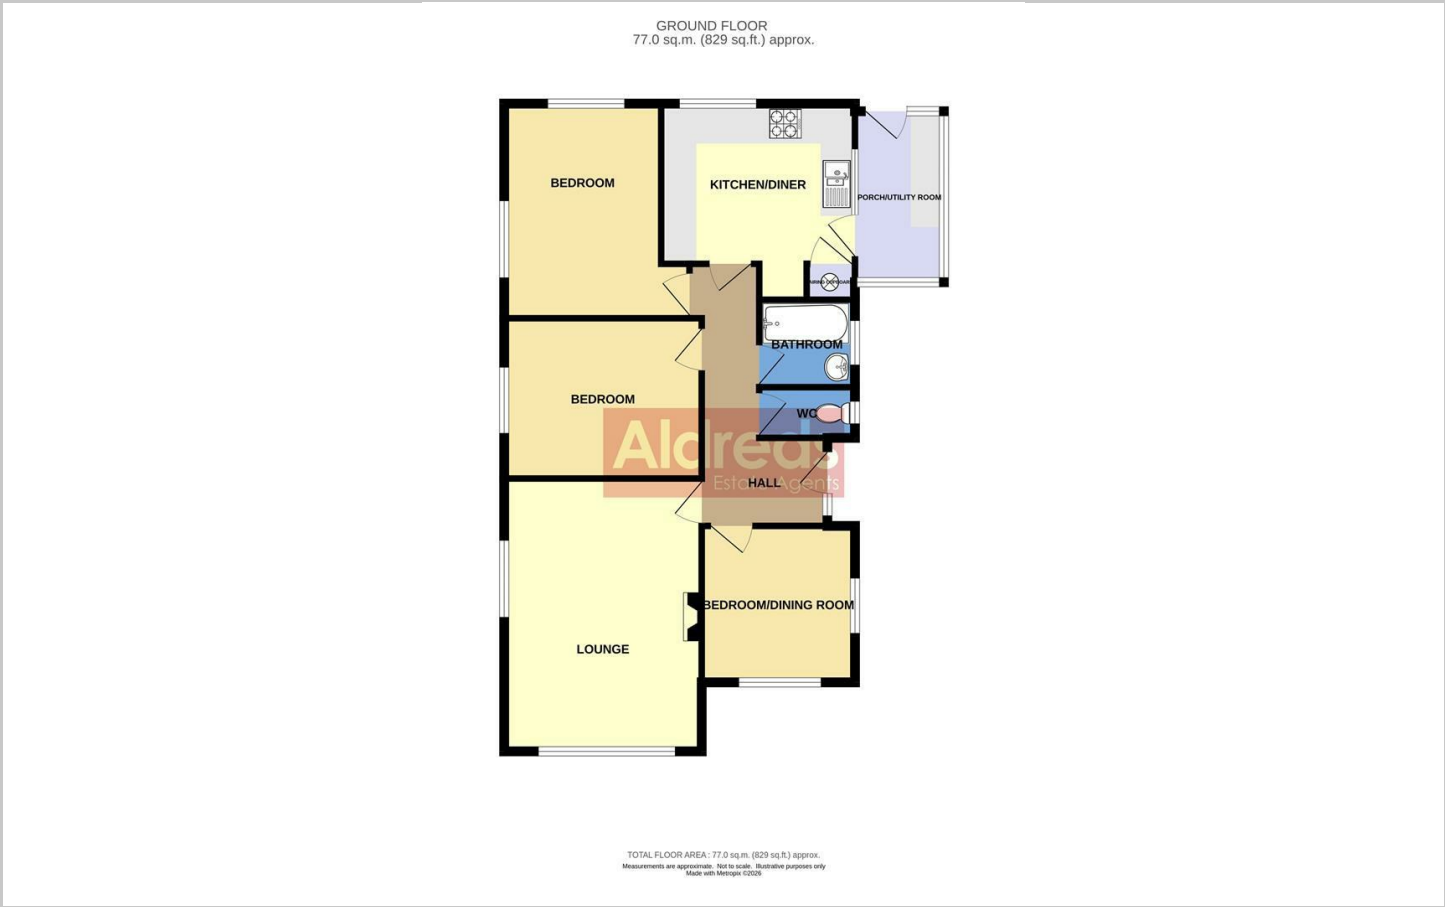 GROUND FLOOR
77.0 sq.m. (829 sq.ft.) approx.
BEDROOM
KITCHEN/DINER
PORCH/UTILITY ROOM
BATHROOM
BEDROOM
WC
Aldreds
Estate Agents
HALL
BEDROOM/DINING ROOM
LOUNGE
TOTAL FLOOR AREA : 77.0 sq.m. (829 sq.ft.) approx.
Measurements are approximate. Not to scale. Illustrative purposes only
Made with Metropix ©2026